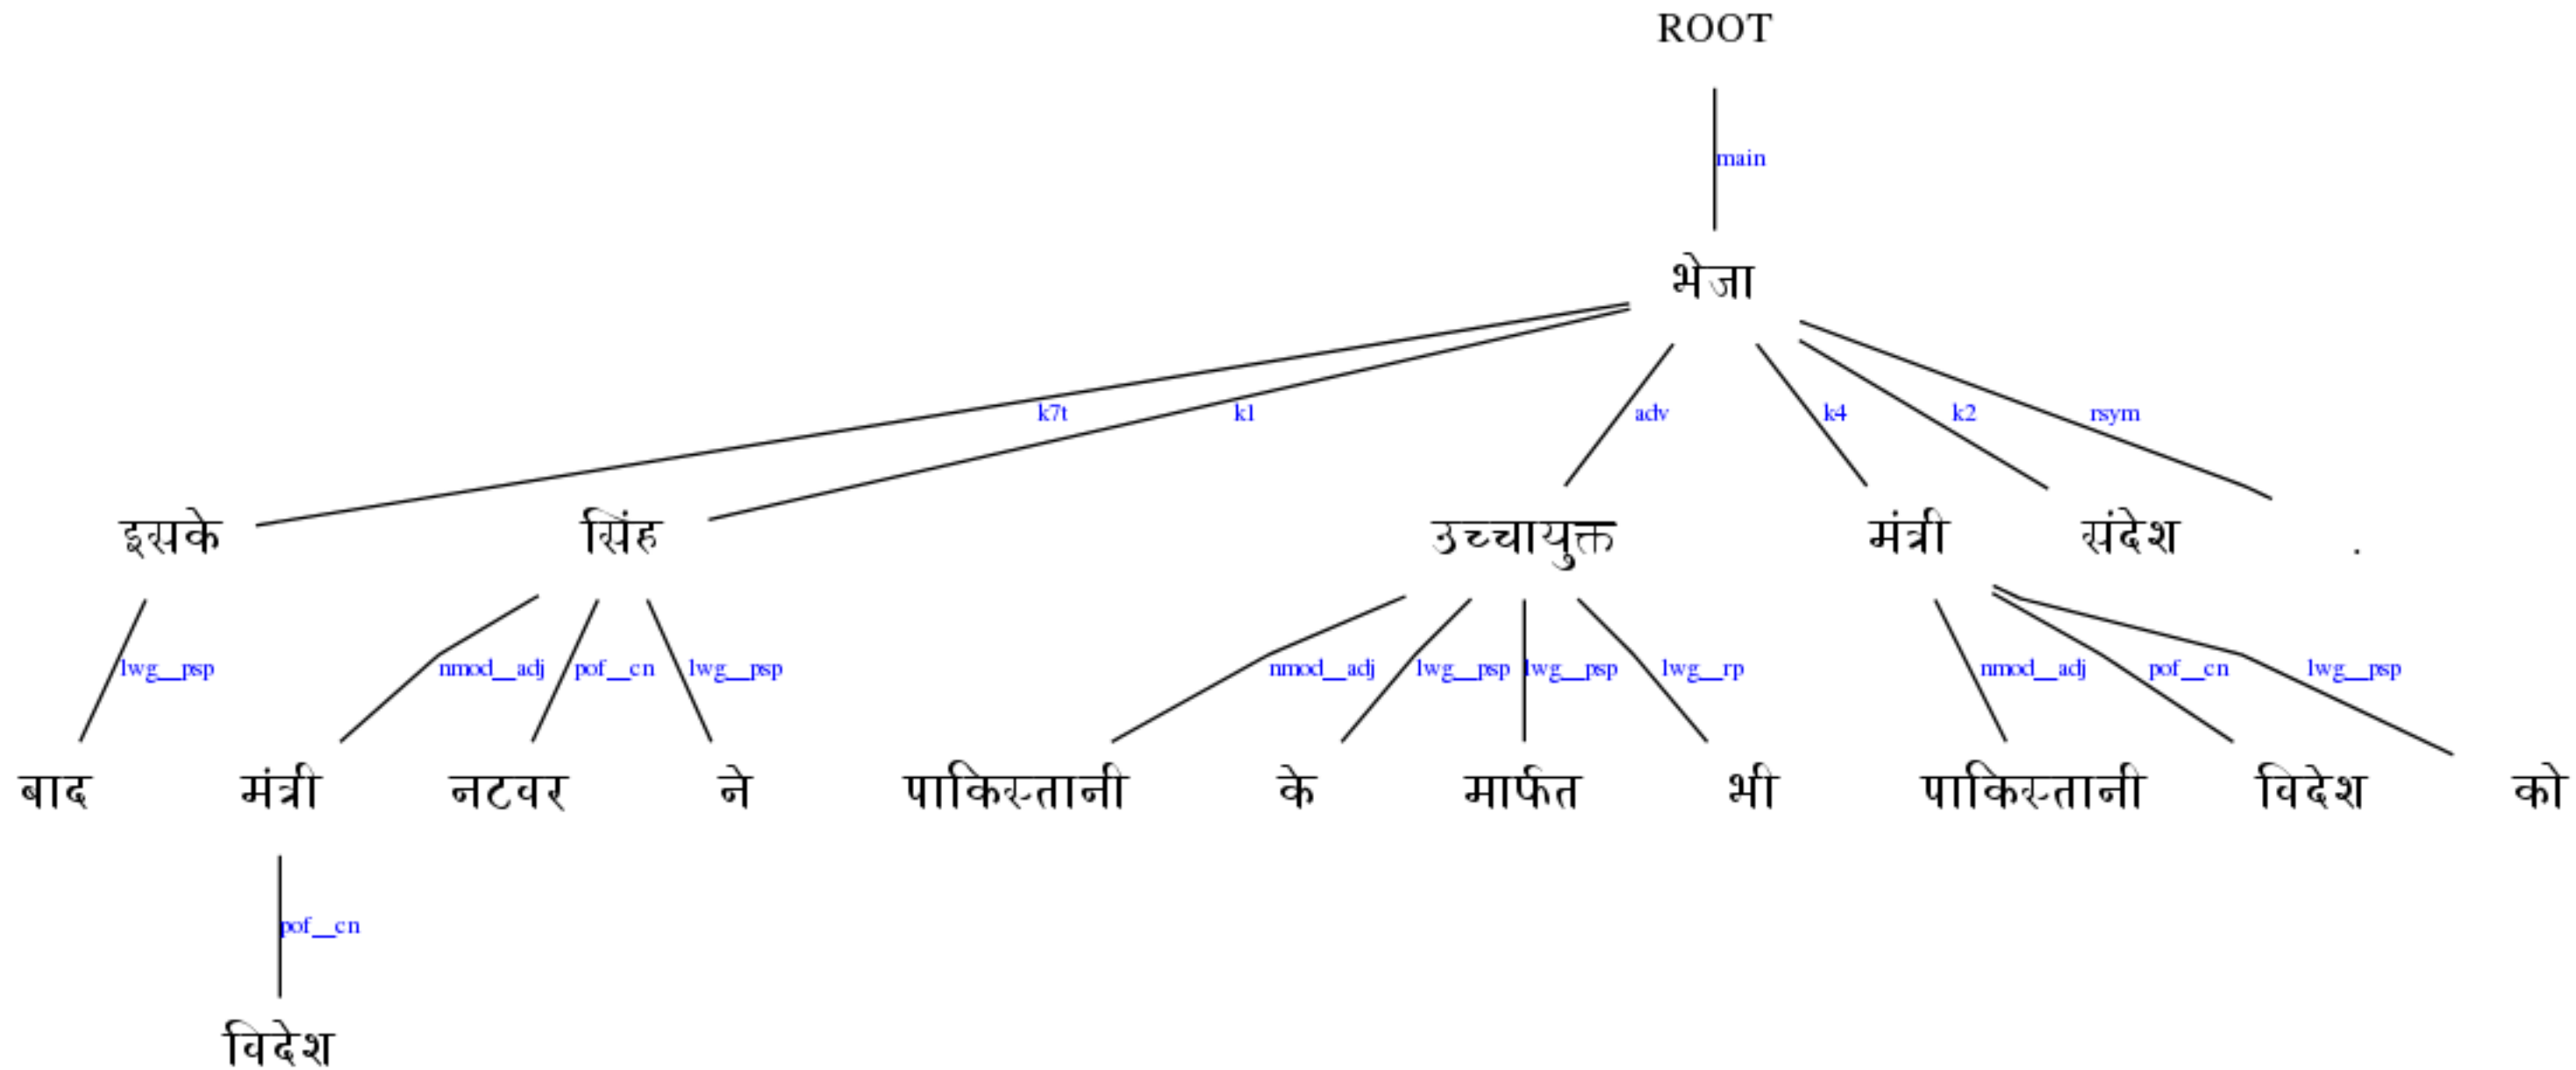 ROOT
main
भेजा
k7t k1 adv k4 k2 rsym
इसके सिंह उच्चायुक्त मंत्री संदेश .
lwg__psp nmod__adj pof__cn lwg__psp nmod__adj lwg__psp lwg__psp lwg__rp nmod__adj pof__cn lwg__psp
बाद मंत्री नटवर ने पाकिस्तानी के मार्फत भी पाकिस्तानी विदेश को
pof__cn
विदेश